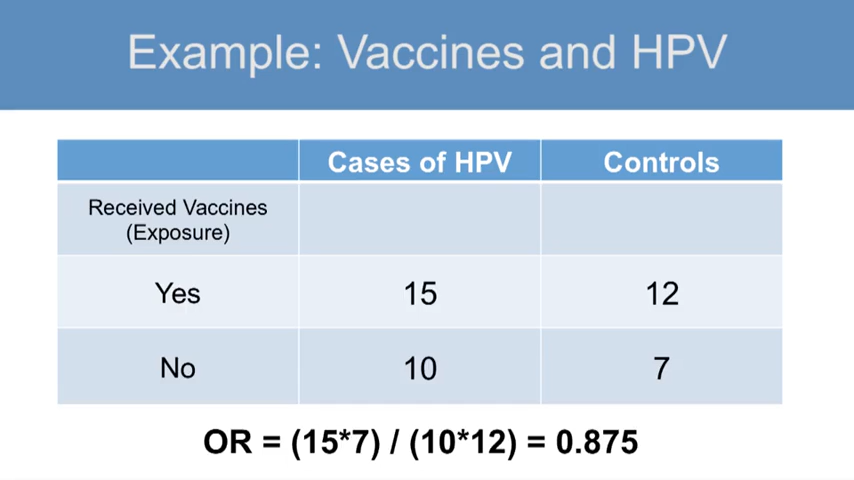 Example: Vaccines and HPV
Cases of HPV Controls
Received Vaccines
(Exposure)
Yes 15 12
No 10 7
OR = (15*7) / (10*12) = 0.875